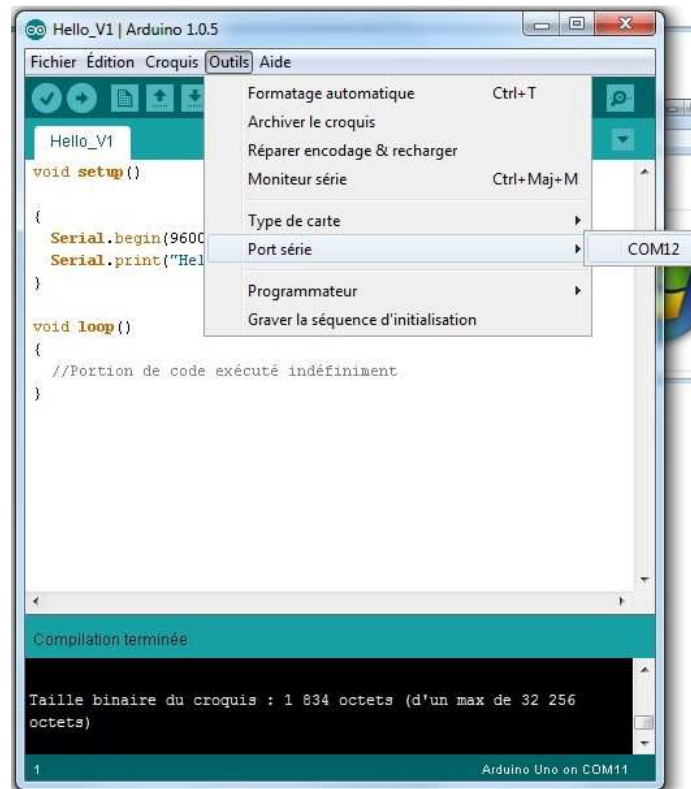 Hello_V1 | Arduino 1.0.5
Fichier Édition Croquis Outils Aide
Formatage automatique Ctrl+T
Archiver le croquis
Réparer encodage & recharger
Moniteur série Ctrl+Maj+M
Type de carte
Port série
COM12
Programmateur
Graver la séquence d'initialisation
Hello_V1
void setup()
{
Serial.begin(9600
Serial.print("Hel
}
void loop()
{
//Portion de code exécuté indéfiniment
}
Compilation terminée.
Taille binaire du croquis : 1 834 octets (d'un max de 32 256
octets)
1
Arduino Uno on COM11